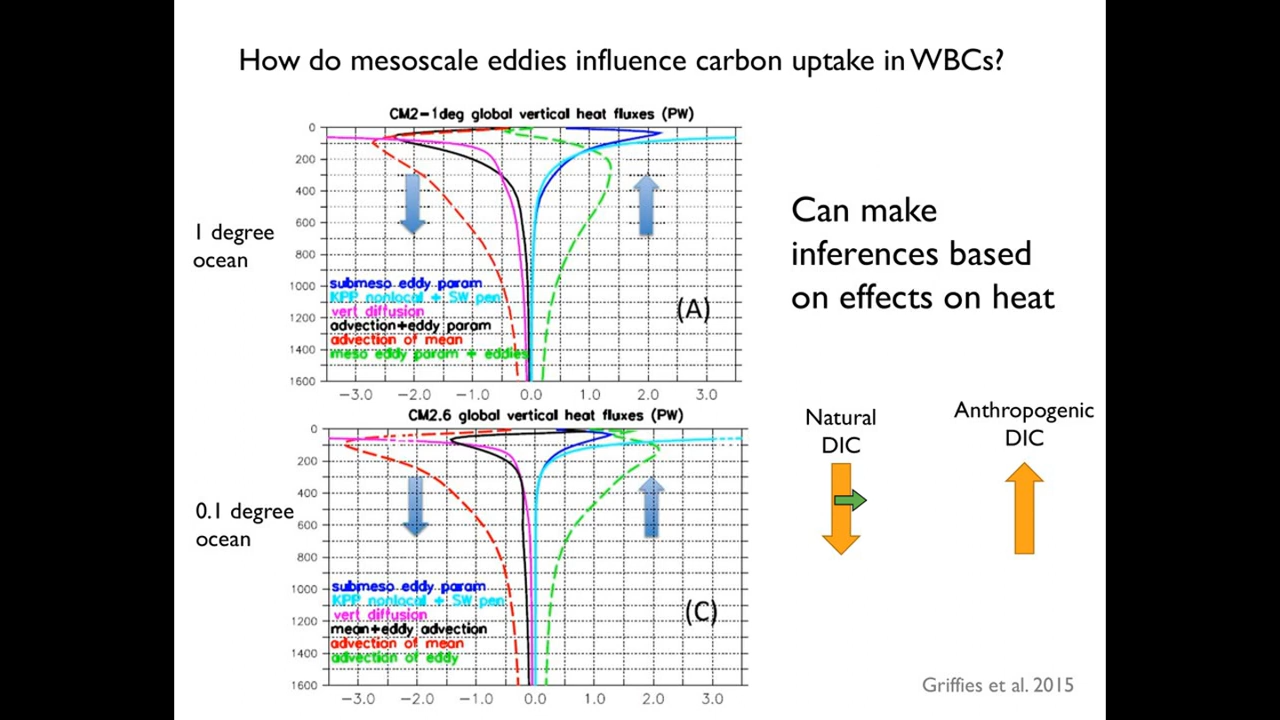 How do mesoscale eddies influence carbon uptake in WBCs?
CM2-1deg global vertical heat fluxes (PW)
0
200
400
600
800
1000
1200
1400
1600
submeso eddy param
KPP nonlocal + SW pen
vert diffusion
advection+eddy param
advection of mean
meso eddy param + eddies
(A)
-3.0 -2.0 -1.0 0.0 1.0 2.0 3.0
1 degree
ocean
CM2.6 global vertical heat fluxes (PW)
0
200
400
600
800
1000
1200
1400
1600
submeso eddy param
KPP nonlocal + SW pen
vert diffusion
mean+eddy advection
advection of mean
advection of eddy
(C)
-3.0 -2.0 -1.0 0.0 1.0 2.0 3.0
0.1 degree
ocean
Can make
inferences based
on effects on heat
Natural
DIC
Anthropogenic
DIC
Griffies et al. 2015